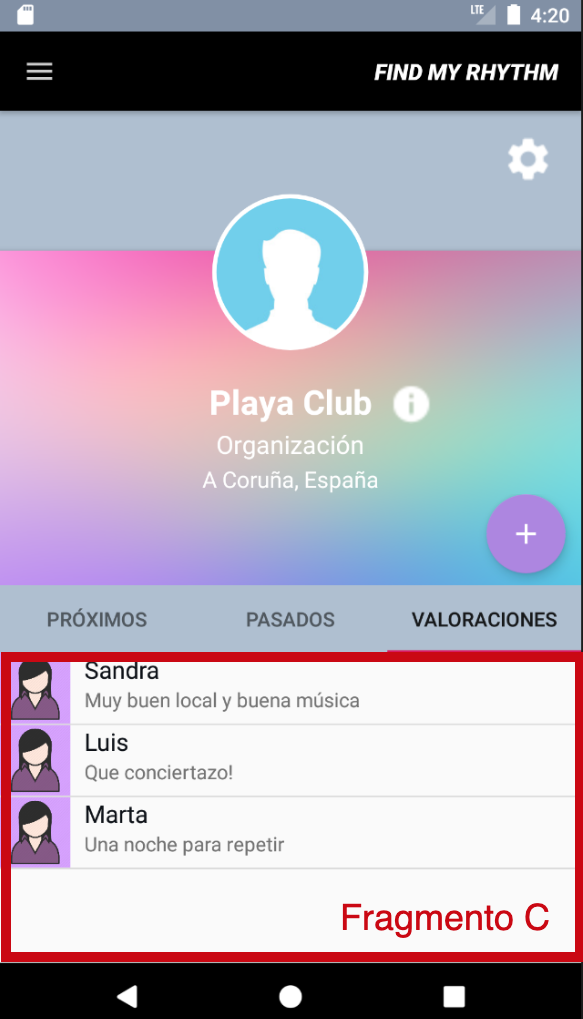 LTE 4:20
FIND MY RHYTHM
Playa Club
Organización
A Coruña, España
PRÓXIMOS PASADOS VALORACIONES
Sandra
Muy buen local y buena música
Luis
Que conciertazo!
Marta
Una noche para repetir
Fragmento C